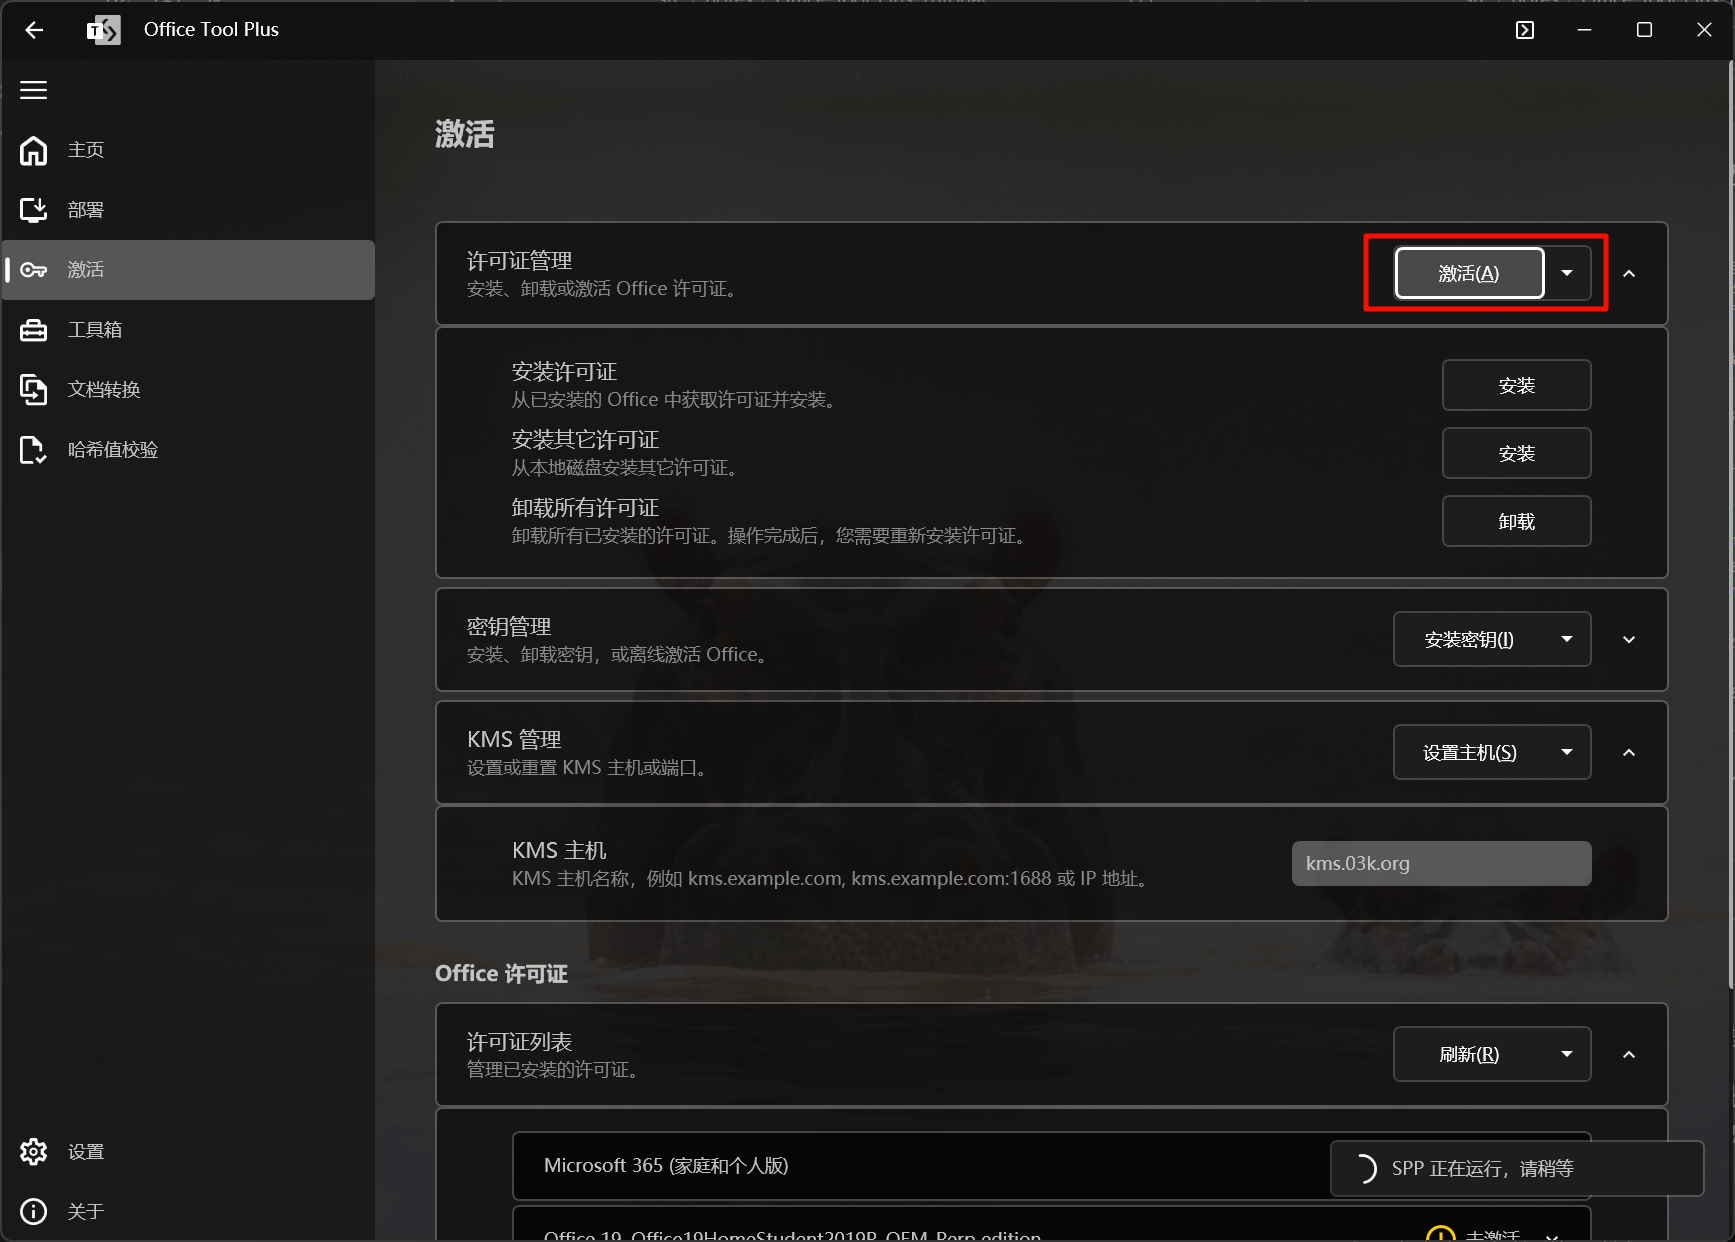 Office Tool Plus
主页
部署
激活
工具箱
文档转换
哈希值校验
设置
关于
激活
许可证管理
安装、卸载或激活 Office 许可证。
激活(A)
安装许可证
从已安装的 Office 中获取许可证并安装。
安装
安装其它许可证
从本地磁盘安装其它许可证。
安装
卸载所有许可证
卸载所有已安装的许可证。操作完成后，您需要重新安装许可证。
卸载
密钥管理
安装、卸载密钥，或离线激活 Office。
安装密钥(I)
KMS 管理
设置或重置 KMS 主机或端口。
设置主机(S)
KMS 主机
KMS 主机名称，例如 kms.example.com, kms.example.com:1688 或 IP 地址。
kms.03k.org
Office 许可证
许可证列表
管理已安装的许可证。
刷新(R)
Microsoft 365 (家庭和个人版)
SPP 正在运行，请稍等
Office 19, Office19HomeStudent2019R_OEM_Perp edition
未激活